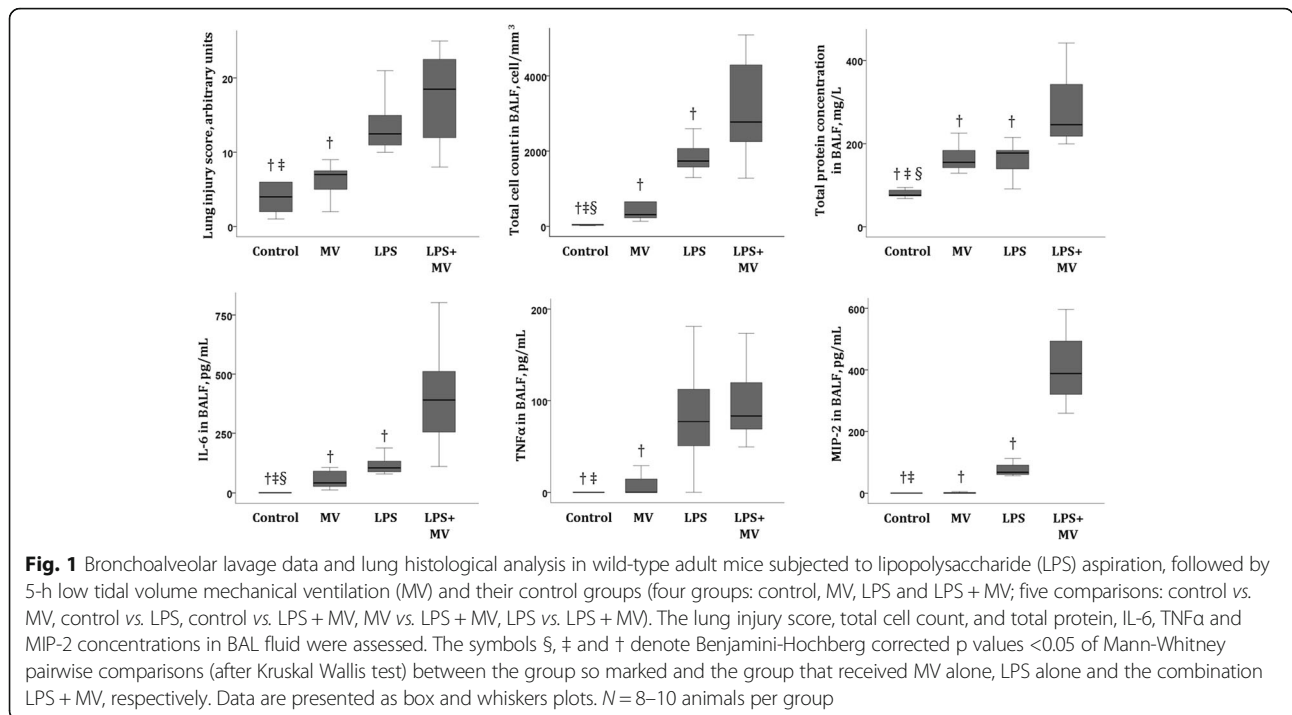 Lung injury score, arbitrary units
20
10
0
†‡
†
Control
MV
LPS
LPS+
MV
Total cell count in BALF, cell/mm³
4000
2000
0
†‡§
†
†
Control
MV
LPS
LPS+
MV
Total protein concentration
in BALF, mg/L
400
200
0
†‡§
†
†
Control
MV
LPS
LPS+
MV
IL-6 in BALF, pg/mL
750
500
250
0
†‡§
†
†
Control
MV
LPS
LPS+
MV
TNFα in BALF, pg/mL
200
100
0
†‡
†
Control
MV
LPS
LPS+
MV
MIP-2 in BALF, pg/mL
600
400
200
0
†‡
†
†
Control
MV
LPS
LPS+
MV
Fig. 1 Bronchoalveolar lavage data and lung histological analysis in wild-type adult mice subjected to lipopolysaccharide (LPS) aspiration, followed by
5-h low tidal volume mechanical ventilation (MV) and their control groups (four groups: control, MV, LPS and LPS + MV; five comparisons: control vs.
MV, control vs. LPS, control vs. LPS + MV, MV vs. LPS + MV, LPS vs. LPS + MV). The lung injury score, total cell count, and total protein, IL-6, TNFα and
MIP-2 concentrations in BAL fluid were assessed. The symbols §, ‡ and † denote Benjamini-Hochberg corrected p values <0.05 of Mann-Whitney
pairwise comparisons (after Kruskal Wallis test) between the group so marked and the group that received MV alone, LPS alone and the combination
LPS + MV, respectively. Data are presented as box and whiskers plots. N = 8–10 animals per group